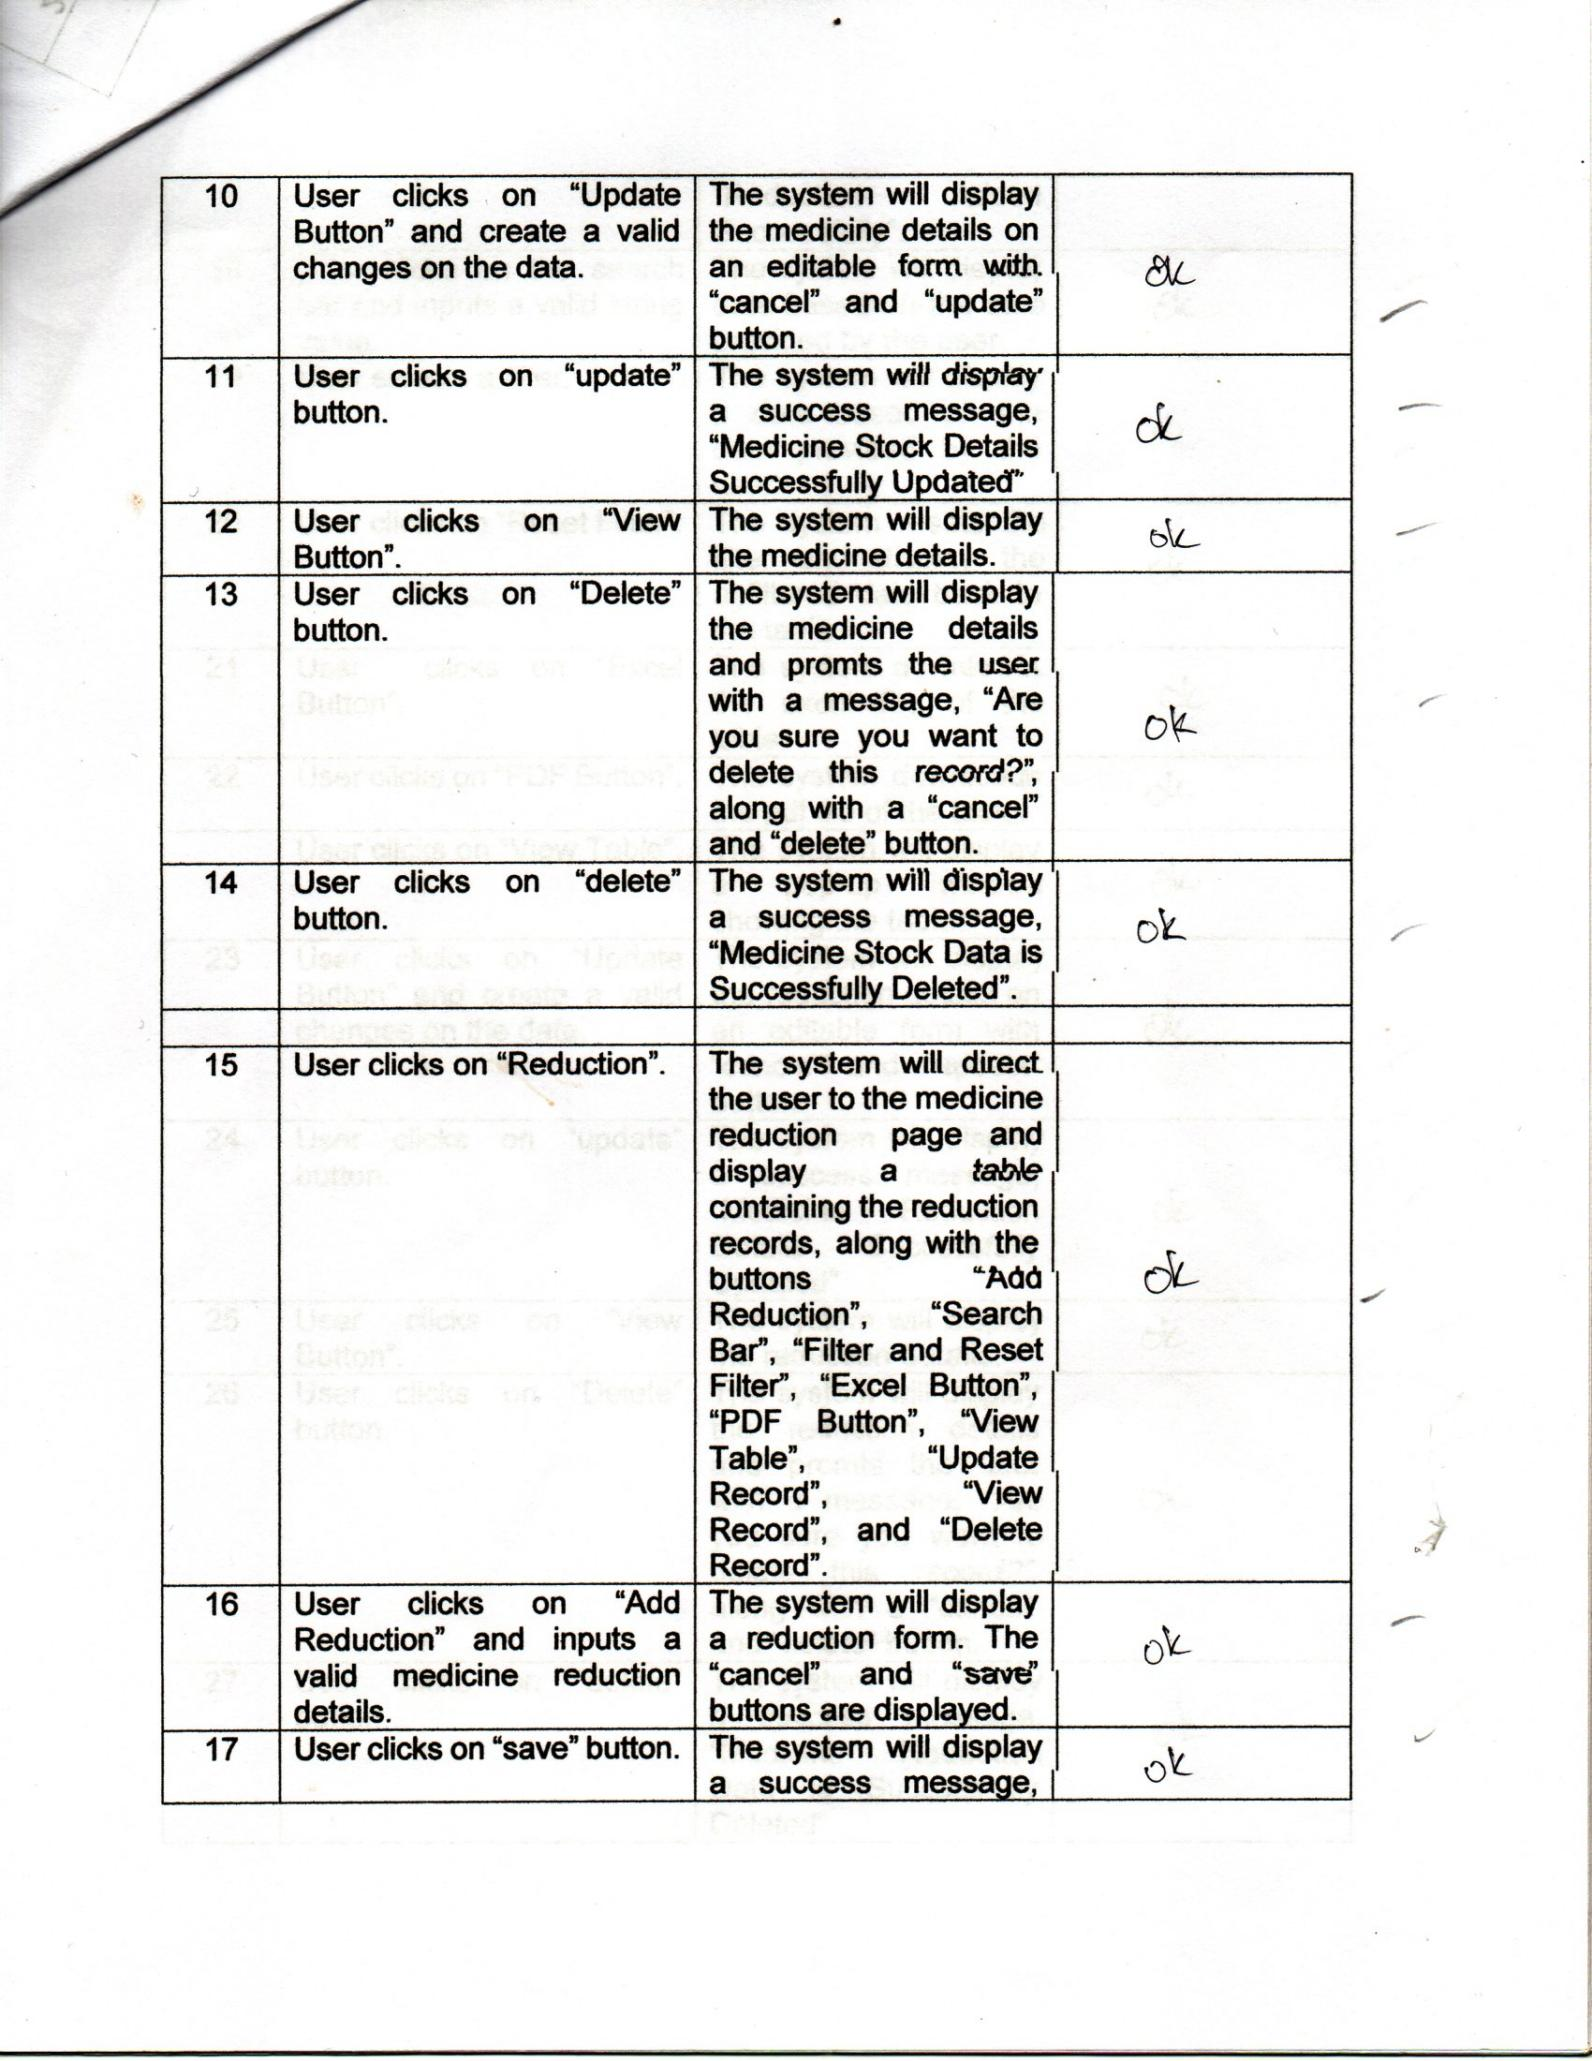 10 User clicks on “Update The system will display
Button” and create a valid the medicine details on
changes on the data. an editable form with
“cancel” and “update” ok
button.
11 User clicks on “update” The system will display
button. a success message, ok
“Medicine Stock Details
Successfully Updated”
12 User clicks on “View The system will display ok
Button”. the medicine details.
13 User clicks on “Delete” The system will display
button. the medicine details
and promts the user
with a message, “Are
you sure you want to ok
delete this record?”,
along with a “cancel”
and “delete” button.
14 User clicks on “delete” The system will display
button. a success message, ok
“Medicine Stock Data is
Successfully Deleted”.
15 User clicks on “Reduction”. The system will direct
the user to the medicine
reduction page and
display a table
containing the reduction
records, along with the
buttons “Add ok
Reduction”, “Search
Bar”, “Filter and Reset
Filter”, “Excel Button”,
“PDF Button”, “View
Table”, “Update
Record”, “View
Record”, and “Delete
Record”.
16 User clicks on “Add The system will display
Reduction” and inputs a a reduction form. The ok
valid medicine reduction “cancel” and “save”
details. buttons are displayed.
17 User clicks on “save” button. The system will display ok
a success message,